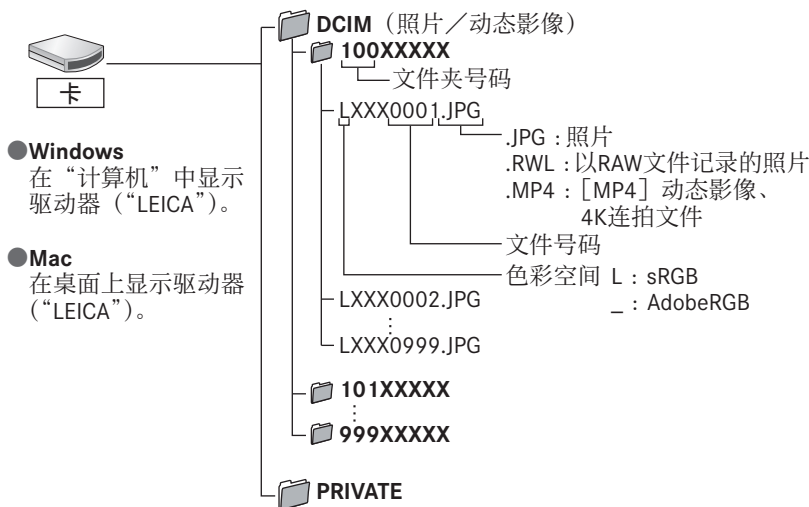 DCIM（照片／动态影像）
100XXXXX
文件夹号码
卡
LXXX0001.JPG
.JPG：照片
.RWL：以RAW文件记录的照片
.MP4：［MP4］动态影像、
4K连拍文件
文件号码
色彩空间 L：sRGB
_：AdobeRGB
●Windows
在“计算机”中显示
驱动器（“LEICA”）。
●Mac
在桌面上显示驱动器
（“LEICA”）。
LXXX0002.JPG
LXXX0999.JPG
101XXXXX
999XXXXX
PRIVATE